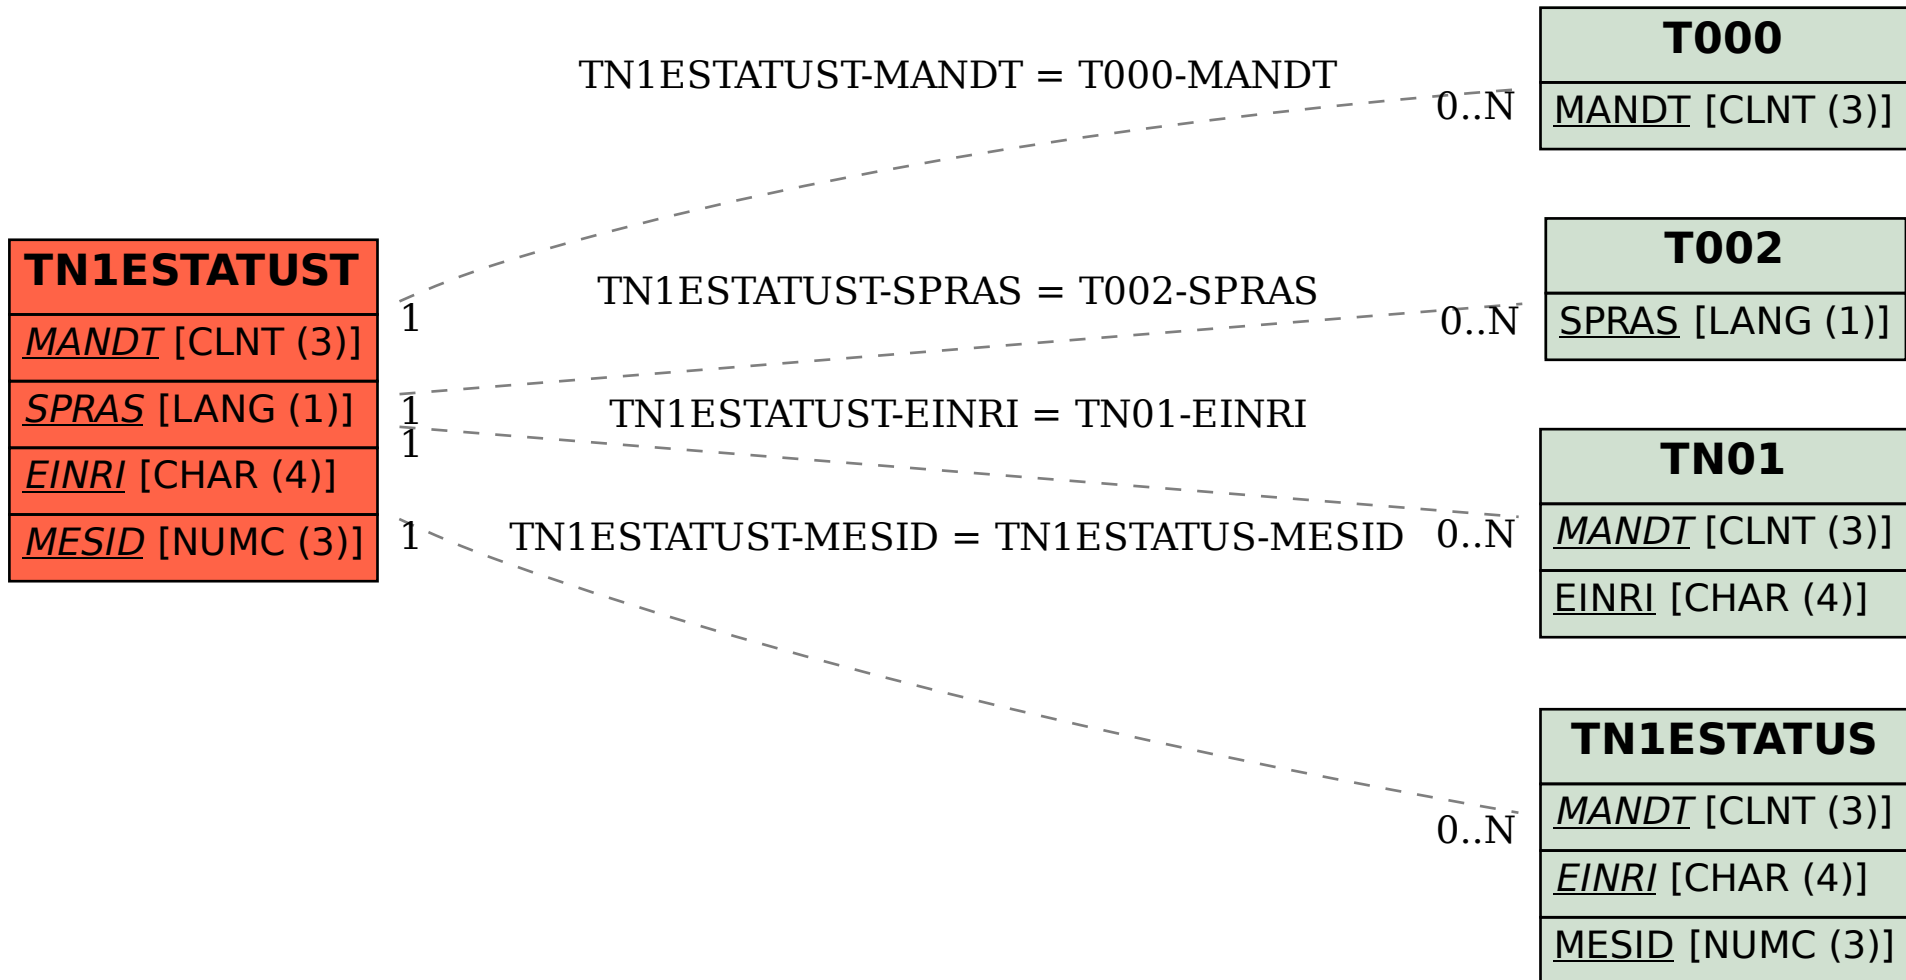 TN1ESTATUST
MANDT [CLNT (3)]
SPRAS [LANG (1)]
EINRI [CHAR (4)]
MESID [NUMC (3)]
TN1ESTATUST-MANDT = T000-MANDT
1
0..N
TN1ESTATUST-SPRAS = T002-SPRAS
1
0..N
TN1ESTATUST-EINRI = TN01-EINRI
1
0..N
TN1ESTATUST-MESID = TN1ESTATUS-MESID
1
0..N
T000
MANDT [CLNT (3)]
T002
SPRAS [LANG (1)]
TN01
MANDT [CLNT (3)]
EINRI [CHAR (4)]
TN1ESTATUS
MANDT [CLNT (3)]
EINRI [CHAR (4)]
MESID [NUMC (3)]